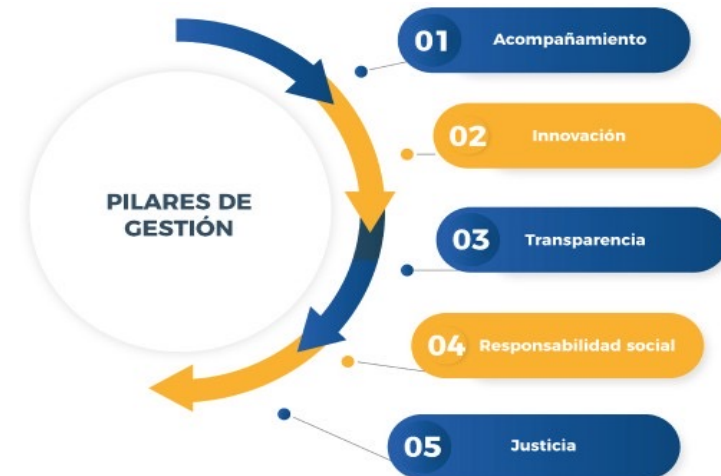 PILARES DE
GESTIÓN
01 Acompañamiento
02 Innovación
03 Transparencia
04 Responsabilidad social
05 Justicia